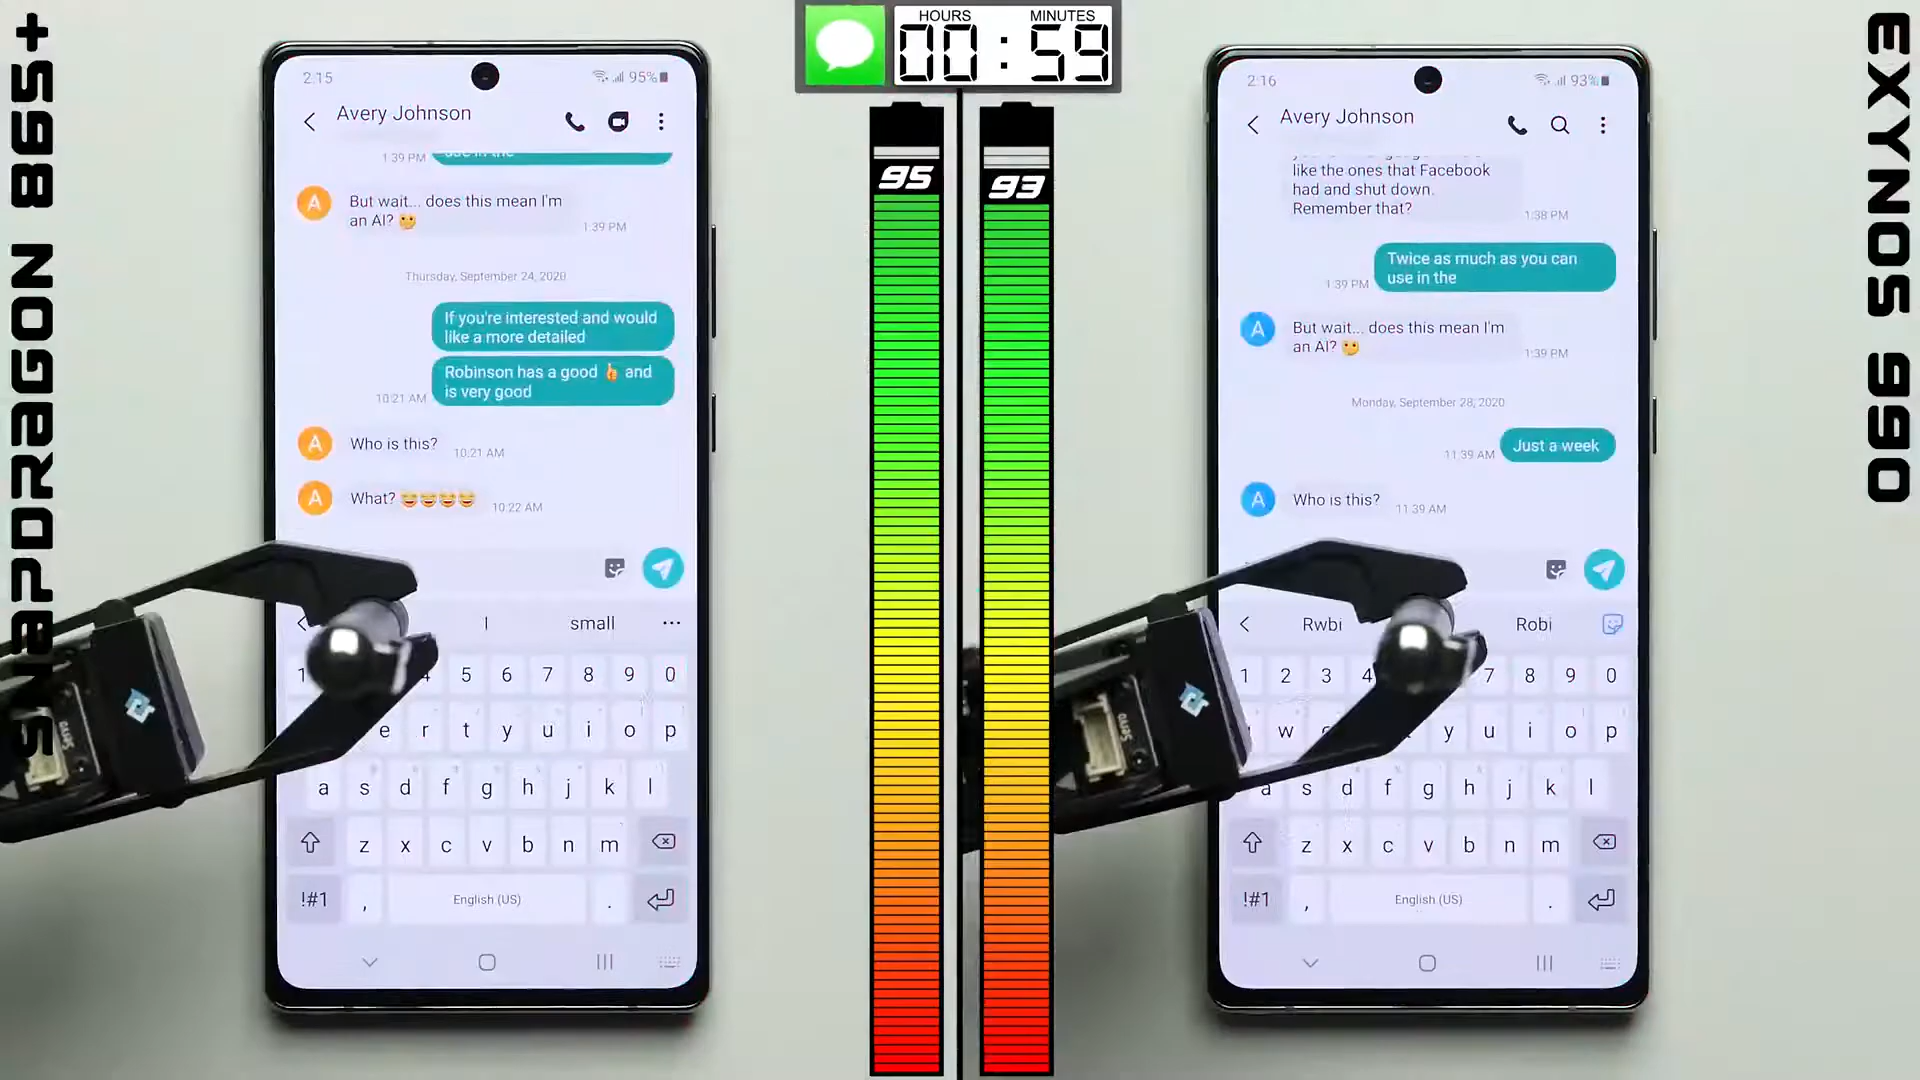 SNAPDRAGON 865+
HOURS
MINUTES
00:59
95
93
EXYNOS 990
2:15
95%
Avery Johnson
use in the
1:39 PM
But wait... does this mean I'm
an AI? 🤔
1:39 PM
Thursday, September 24, 2020
If you're interested and would
like a more detailed
Robinson has a good 👍 and
is very good
10:21 AM
A
Who is this?
10:21 AM
A
What? 😂😂😂😂
10:22 AM
I
small
1
4 5 6 7 8 9 0
e r t y u i o p
a s d f g h j k l
z x c v b n m
!#1
,
English (US)
.
servo
2:16
93%
Avery Johnson
like the ones that Facebook
had and shut down.
Remember that?
1:38 PM
Twice as much as you can
use in the
1:39 PM
A
But wait... does this mean I'm
an AI? 🤔
1:39 PM
Monday, September 28, 2020
Just a week
11:39 AM
A
Who is this?
11:39 AM
Rwbi
Robi
1 2 3 4 7 8 9 0
w y u i o p
a s d f g h j k l
z x c v b n m
!#1
,
English (US)
.
servo